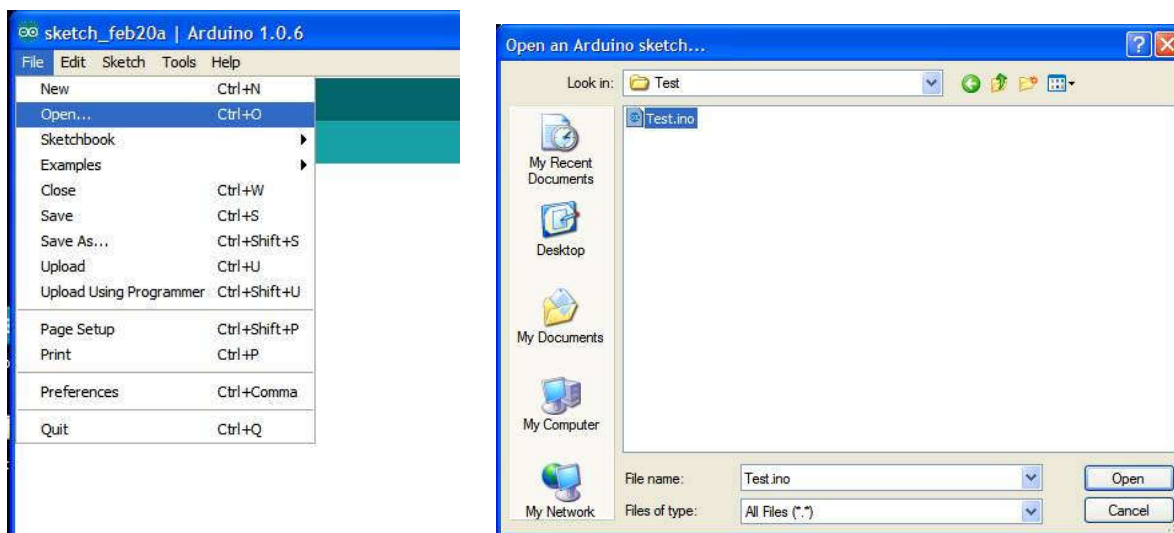 sketch_feb20a | Arduino 1.0.6
File Edit Sketch Tools Help
New Ctrl+N
Open... Ctrl+O
Sketchbook
Examples
Close Ctrl+W
Save Ctrl+S
Save As... Ctrl+Shift+S
Upload Ctrl+U
Upload Using Programmer Ctrl+Shift+U
Page Setup Ctrl+Shift+P
Print Ctrl+P
Preferences Ctrl+Comma
Quit Ctrl+Q
Open an Arduino sketch...
Look in: Test
Test.ino
My Recent
Documents
Desktop
My Documents
My Computer
My Network
File name: Test.ino Open
Files of type: All Files (*.*) Cancel